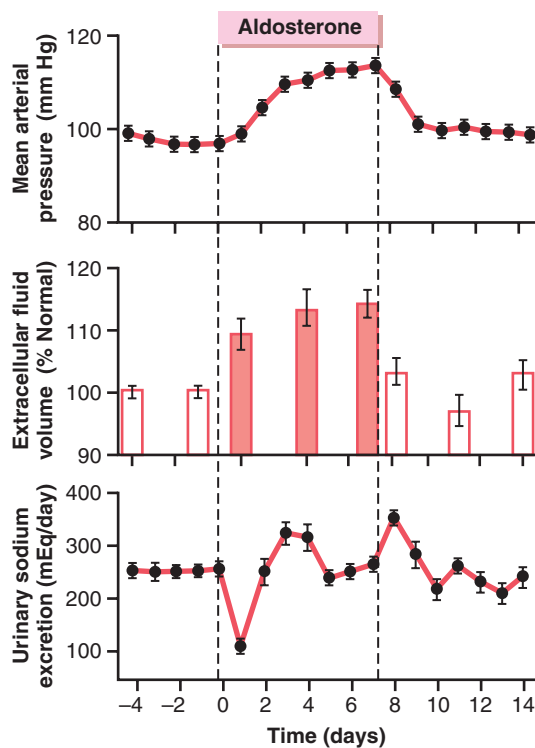 Aldosterone
Mean arterial
pressure (mm Hg)
120
100
80
Extracellular fluid
volume (% Normal)
120
110
100
90
Urinary sodium
excretion (mEq/day)
400
300
200
100
−4 −2 0 2 4 6 8 10 12 14
Time (days)